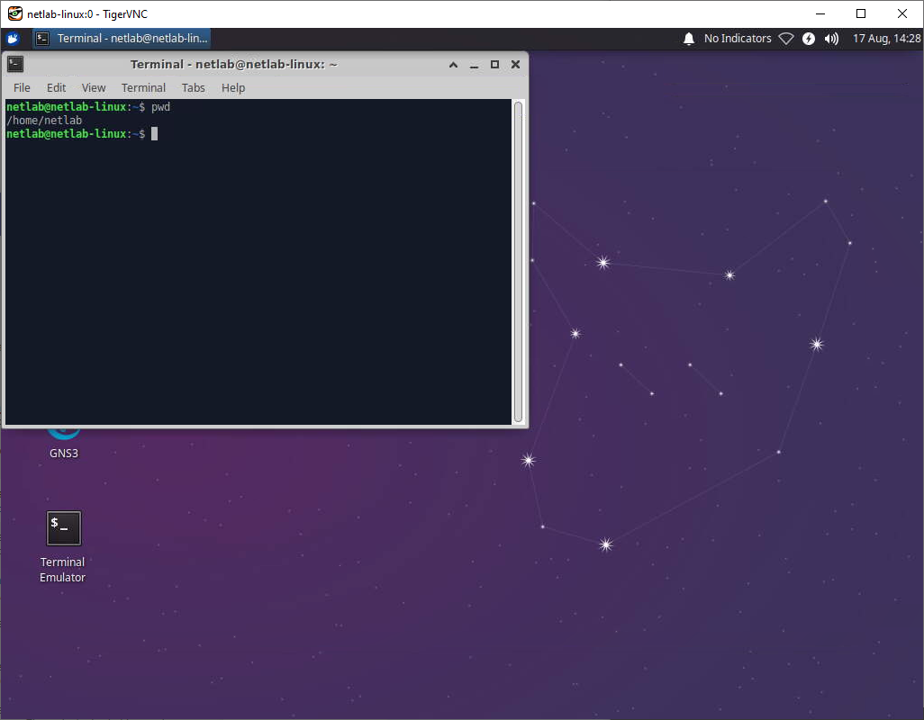 netlab-linux:0 - TigerVNC
Terminal - netlab@netlab-lin...
No Indicators
17 Aug, 14:28
Terminal - netlab@netlab-linux: ~
File Edit View Terminal Tabs Help
netlab@netlab-linux:~$ pwd
/home/netlab
netlab@netlab-linux:~$
GNS3
$_
Terminal
Emulator